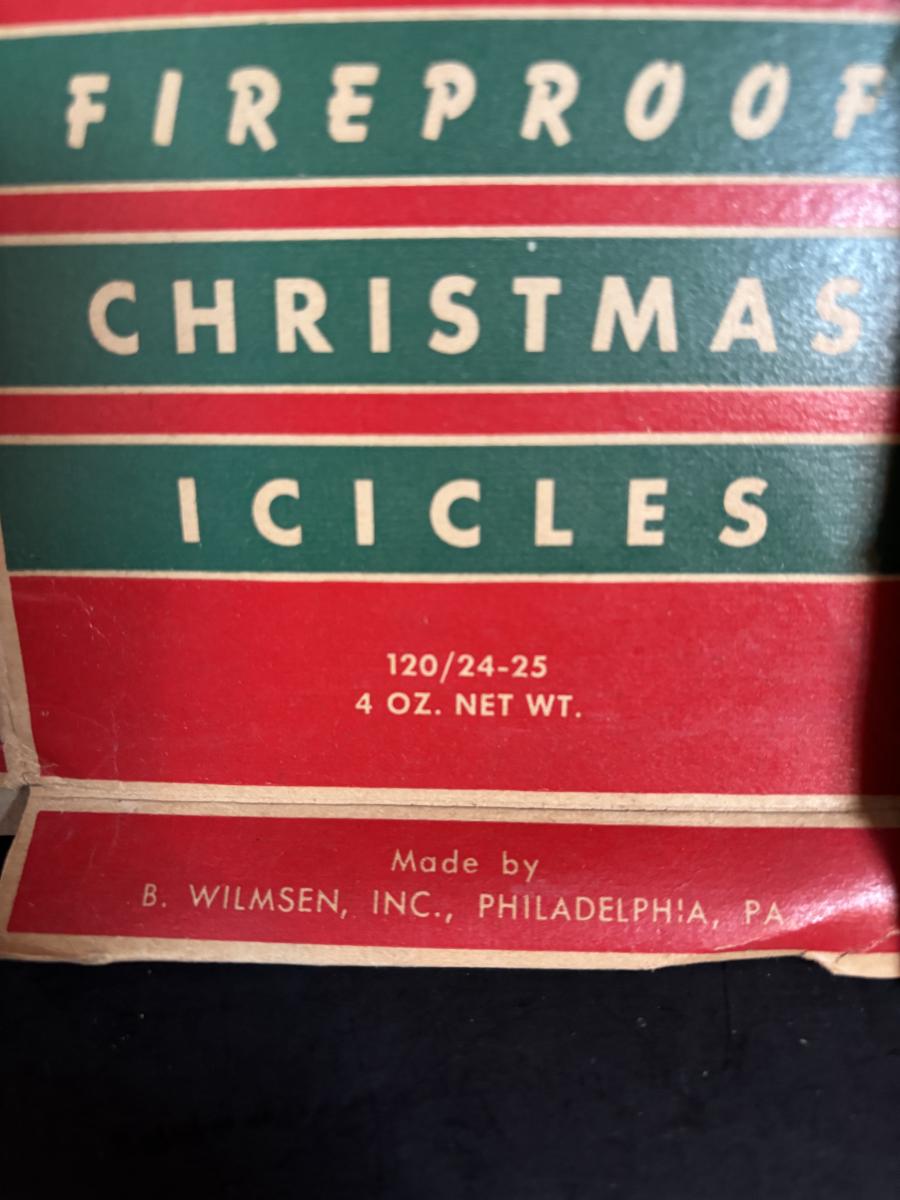 FIREPROOF
CHRISTMAS
ICICLES
120/24-25
4 OZ. NET WT.
Made by
B. WILMSEN, INC., PHILADELPHIA, PA